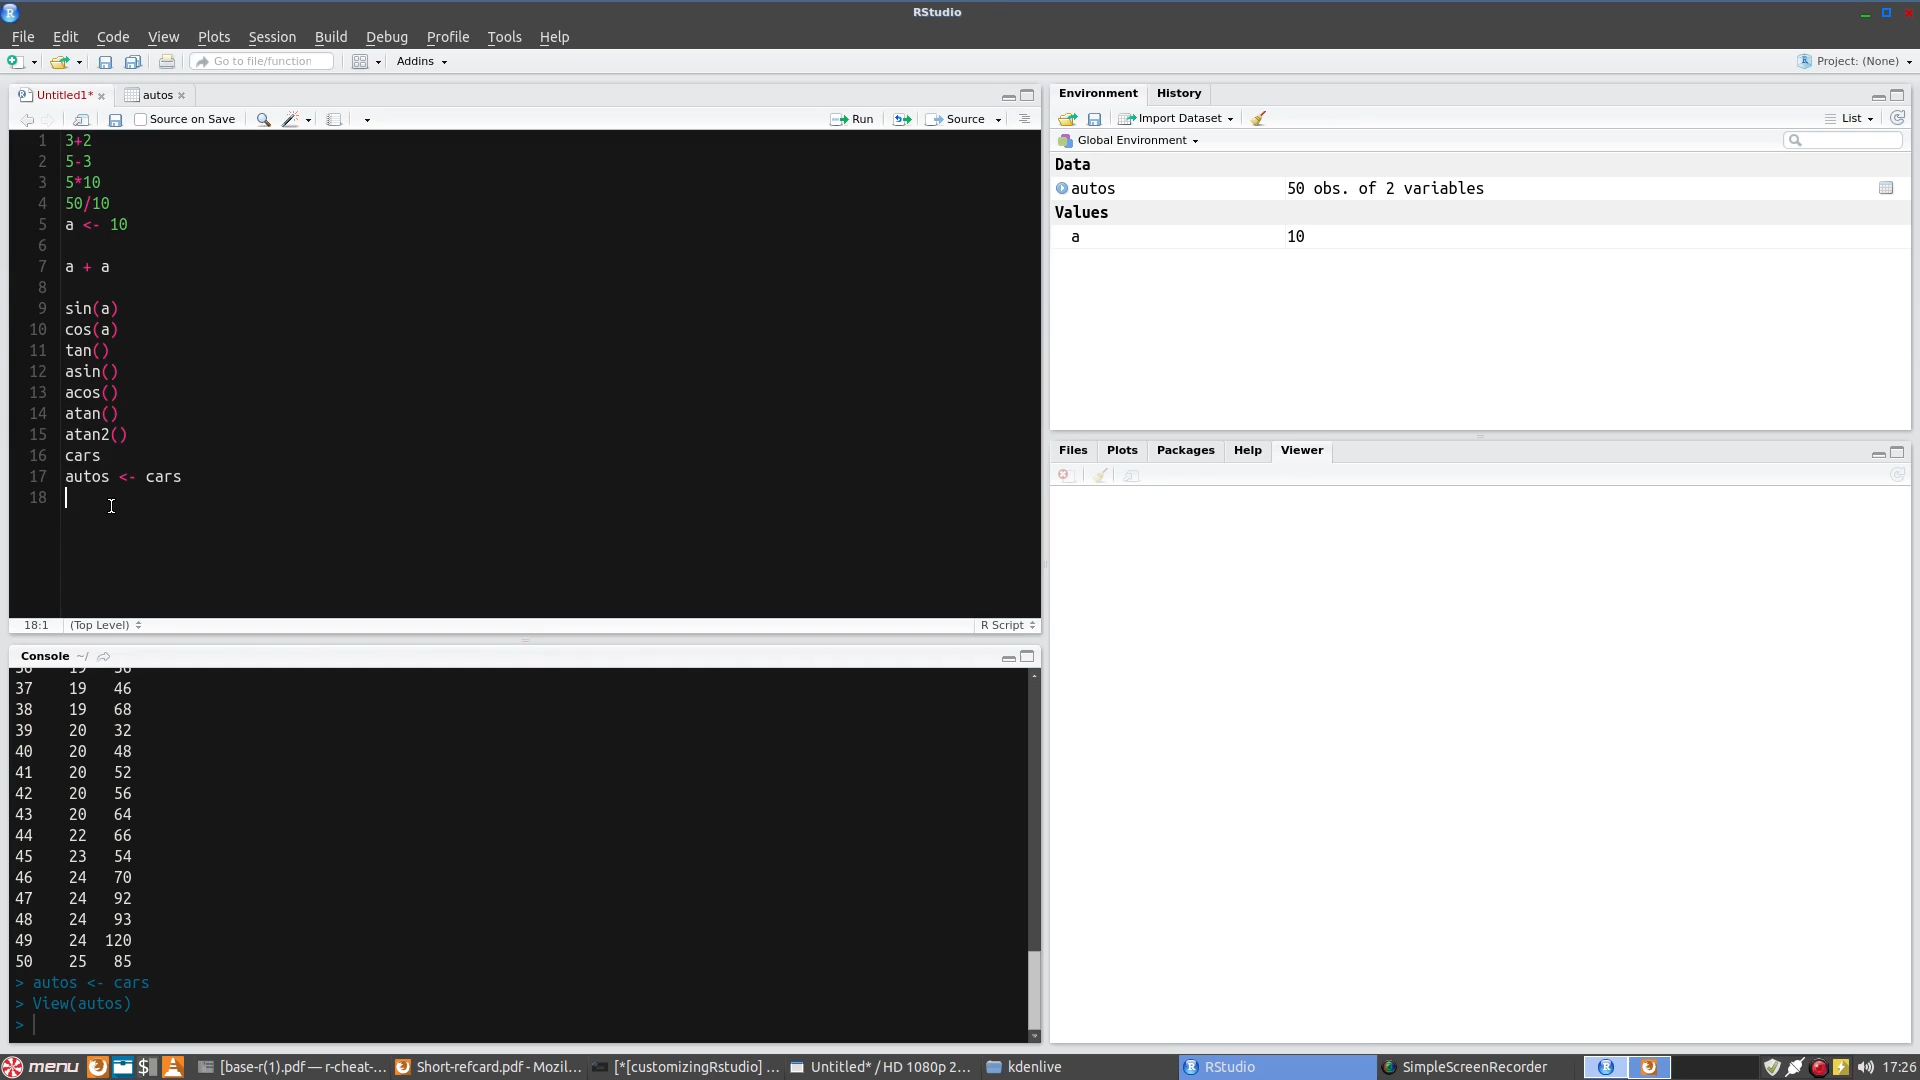 RStudio
File Edit Code View Plots Session Build Debug Profile Tools Help
Go to file/function Addins Project: (None)
Untitled1* autos
Source on Save Run Source
1 3+2
2 5-3
3 5*10
4 50/10
5 a <- 10
6
7 a + a
8
9 sin(a)
10 cos(a)
11 tan()
12 asin()
13 acos()
14 atan()
15 atan2()
16 cars
17 autos <- cars
18
18:1 (Top Level) R Script
Console ~/
37 19 46
38 19 68
39 20 32
40 20 48
41 20 52
42 20 56
43 20 64
44 22 66
45 23 54
46 24 70
47 24 92
48 24 93
49 24 120
50 25 85
> autos <- cars
> View(autos)
>
Environment History
Import Dataset List
Global Environment
Data
autos 50 obs. of 2 variables
Values
a 10
Files Plots Packages Help Viewer
menu [base-r(1).pdf — r-cheat-... Short-refcard.pdf - Mozil... [*[customizingRstudio] ... Untitled* / HD 1080p 2... kdenlive RStudio SimpleScreenRecorder 17:26